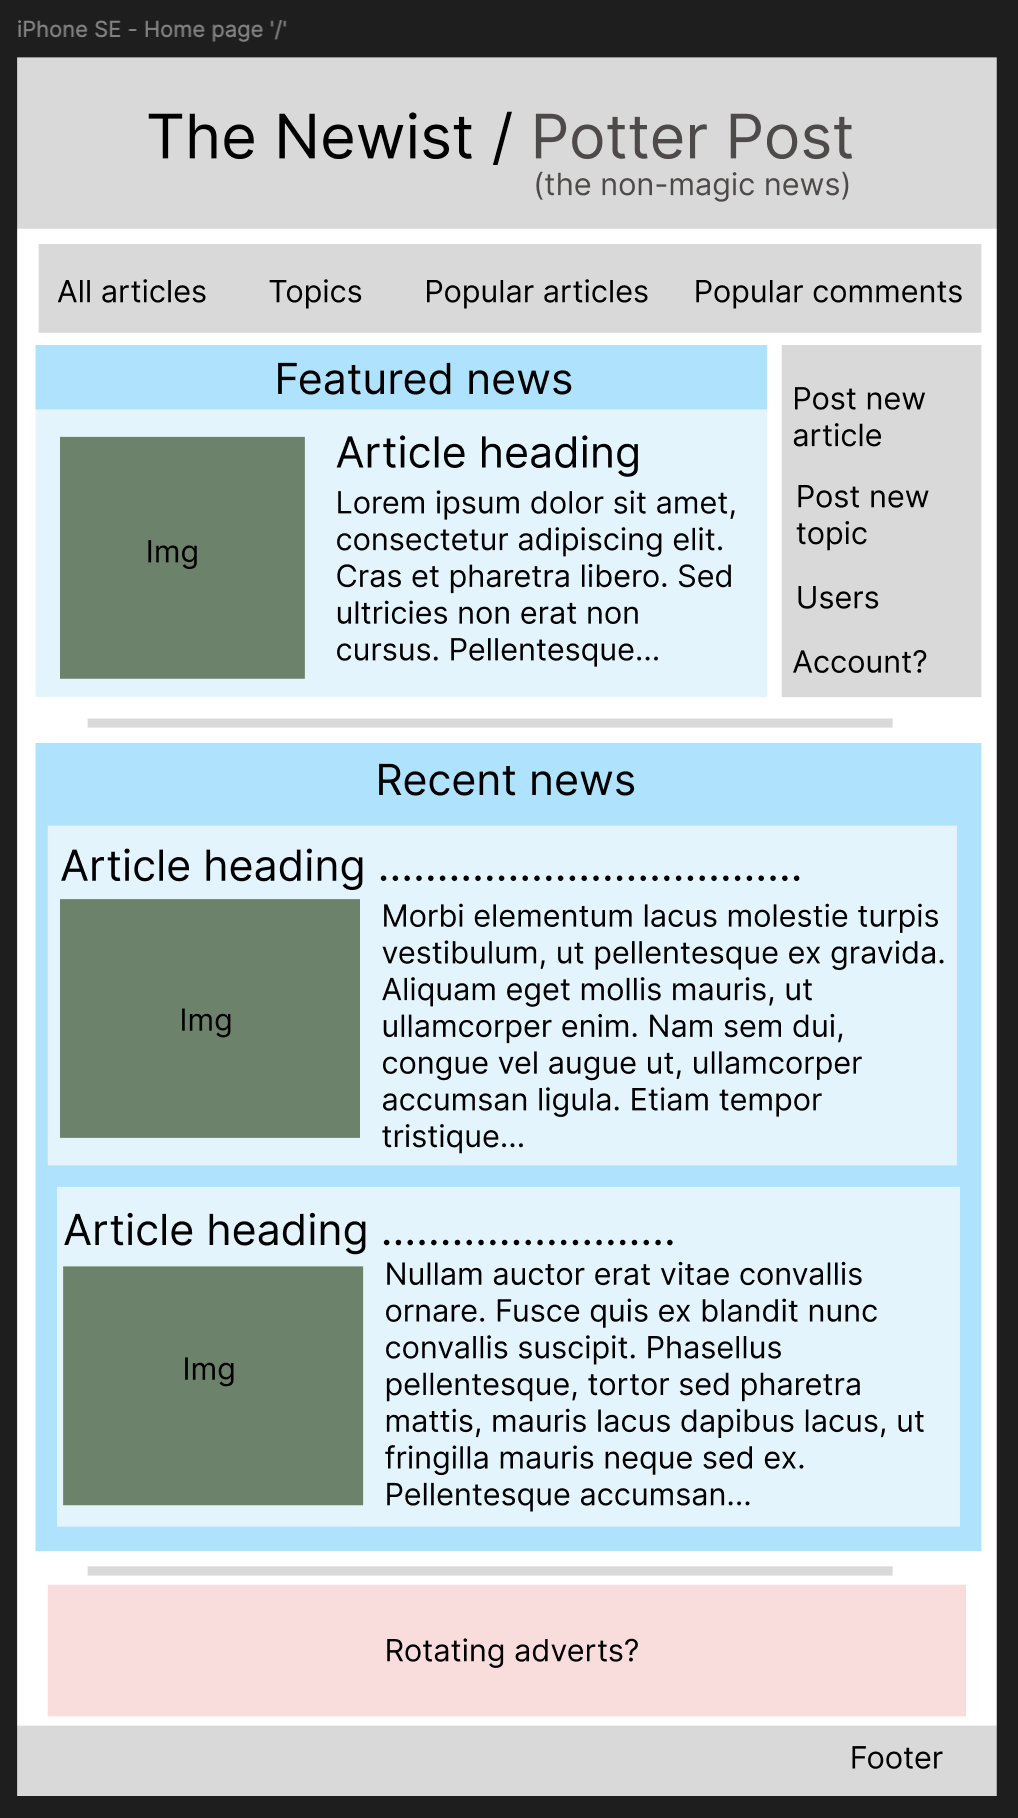 iPhone SE - Home page '/'
The Newist / Potter Post
(the non-magic news)
All articles Topics Popular articles Popular comments
Featured news
Img
Article heading
Lorem ipsum dolor sit amet,
consectetur adipiscing elit.
Cras et pharetra libero. Sed
ultricies non erat non
cursus. Pellentesque...
Post new
article
Post new
topic
Users
Account?
Recent news
Article heading ....................................
Img
Morbi elementum lacus molestie turpis
vestibulum, ut pellentesque ex gravida.
Aliquam eget mollis mauris, ut
ullamcorper enim. Nam sem dui,
congue vel augue ut, ullamcorper
accumsan ligula. Etiam tempor
tristique...
Article heading .........................
Img
Nullam auctor erat vitae convallis
ornare. Fusce quis ex blandit nunc
convallis suscipit. Phasellus
pellentesque, tortor sed pharetra
mattis, mauris lacus dapibus lacus, ut
fringilla mauris neque sed ex.
Pellentesque accumsan...
Rotating adverts?
Footer